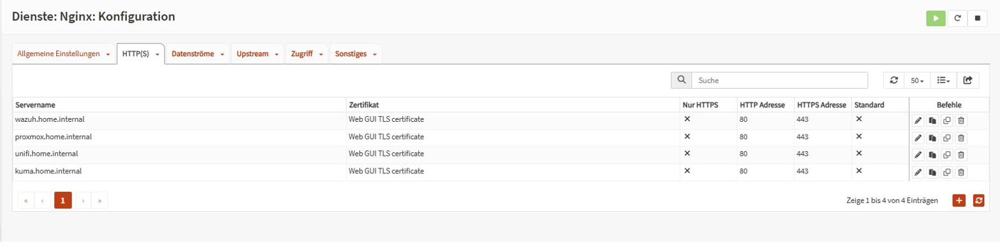 Dienste: Nginx: Konfiguration
Allgemeine Einstellungen HTTP(S) Datenströme Upstream Zugriff Sonstiges
Suche 50
Servername Zertifikat Nur HTTPS HTTP Adresse HTTPS Adresse Standard Befehle
wazuh.home.internal Web GUI TLS certificate 80 443
proxmox.home.internal Web GUI TLS certificate 80 443
unifi.home.internal Web GUI TLS certificate 80 443
kuma.home.internal Web GUI TLS certificate 80 443
« ‹ 1 › » Zeige 1 bis 4 von 4 Einträgen